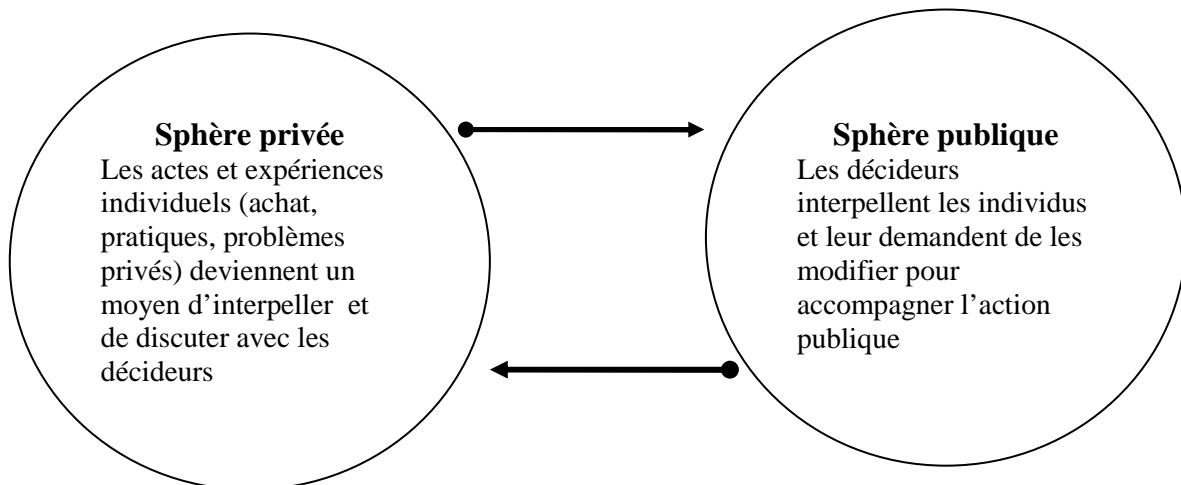 Sphère privée
Les actes et expériences
individuels (achat,
pratiques, problèmes
privés) deviennent un
moyen d’interpeller  et
de discuter avec les
décideurs
Sphère publique
Les décideurs
interpellent les individus
et leur demandent de les
modifier pour
accompagner l’action
publique